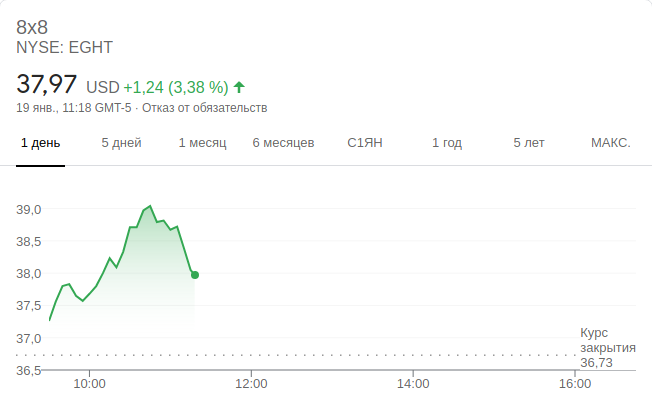 8x8
NYSE: EGHT
37,97 USD +1,24 (3,38 %)
19 янв., 11:18 GMT-5 · Отказ от обязательств
1 день 5 дней 1 месяц 6 месяцев С1ЯН 1 год 5 лет МАКС.
39,0
38,5
38,0
37,5
37,0
Курс
закрытия
36,73
36,5
10:00 12:00 14:00 16:00